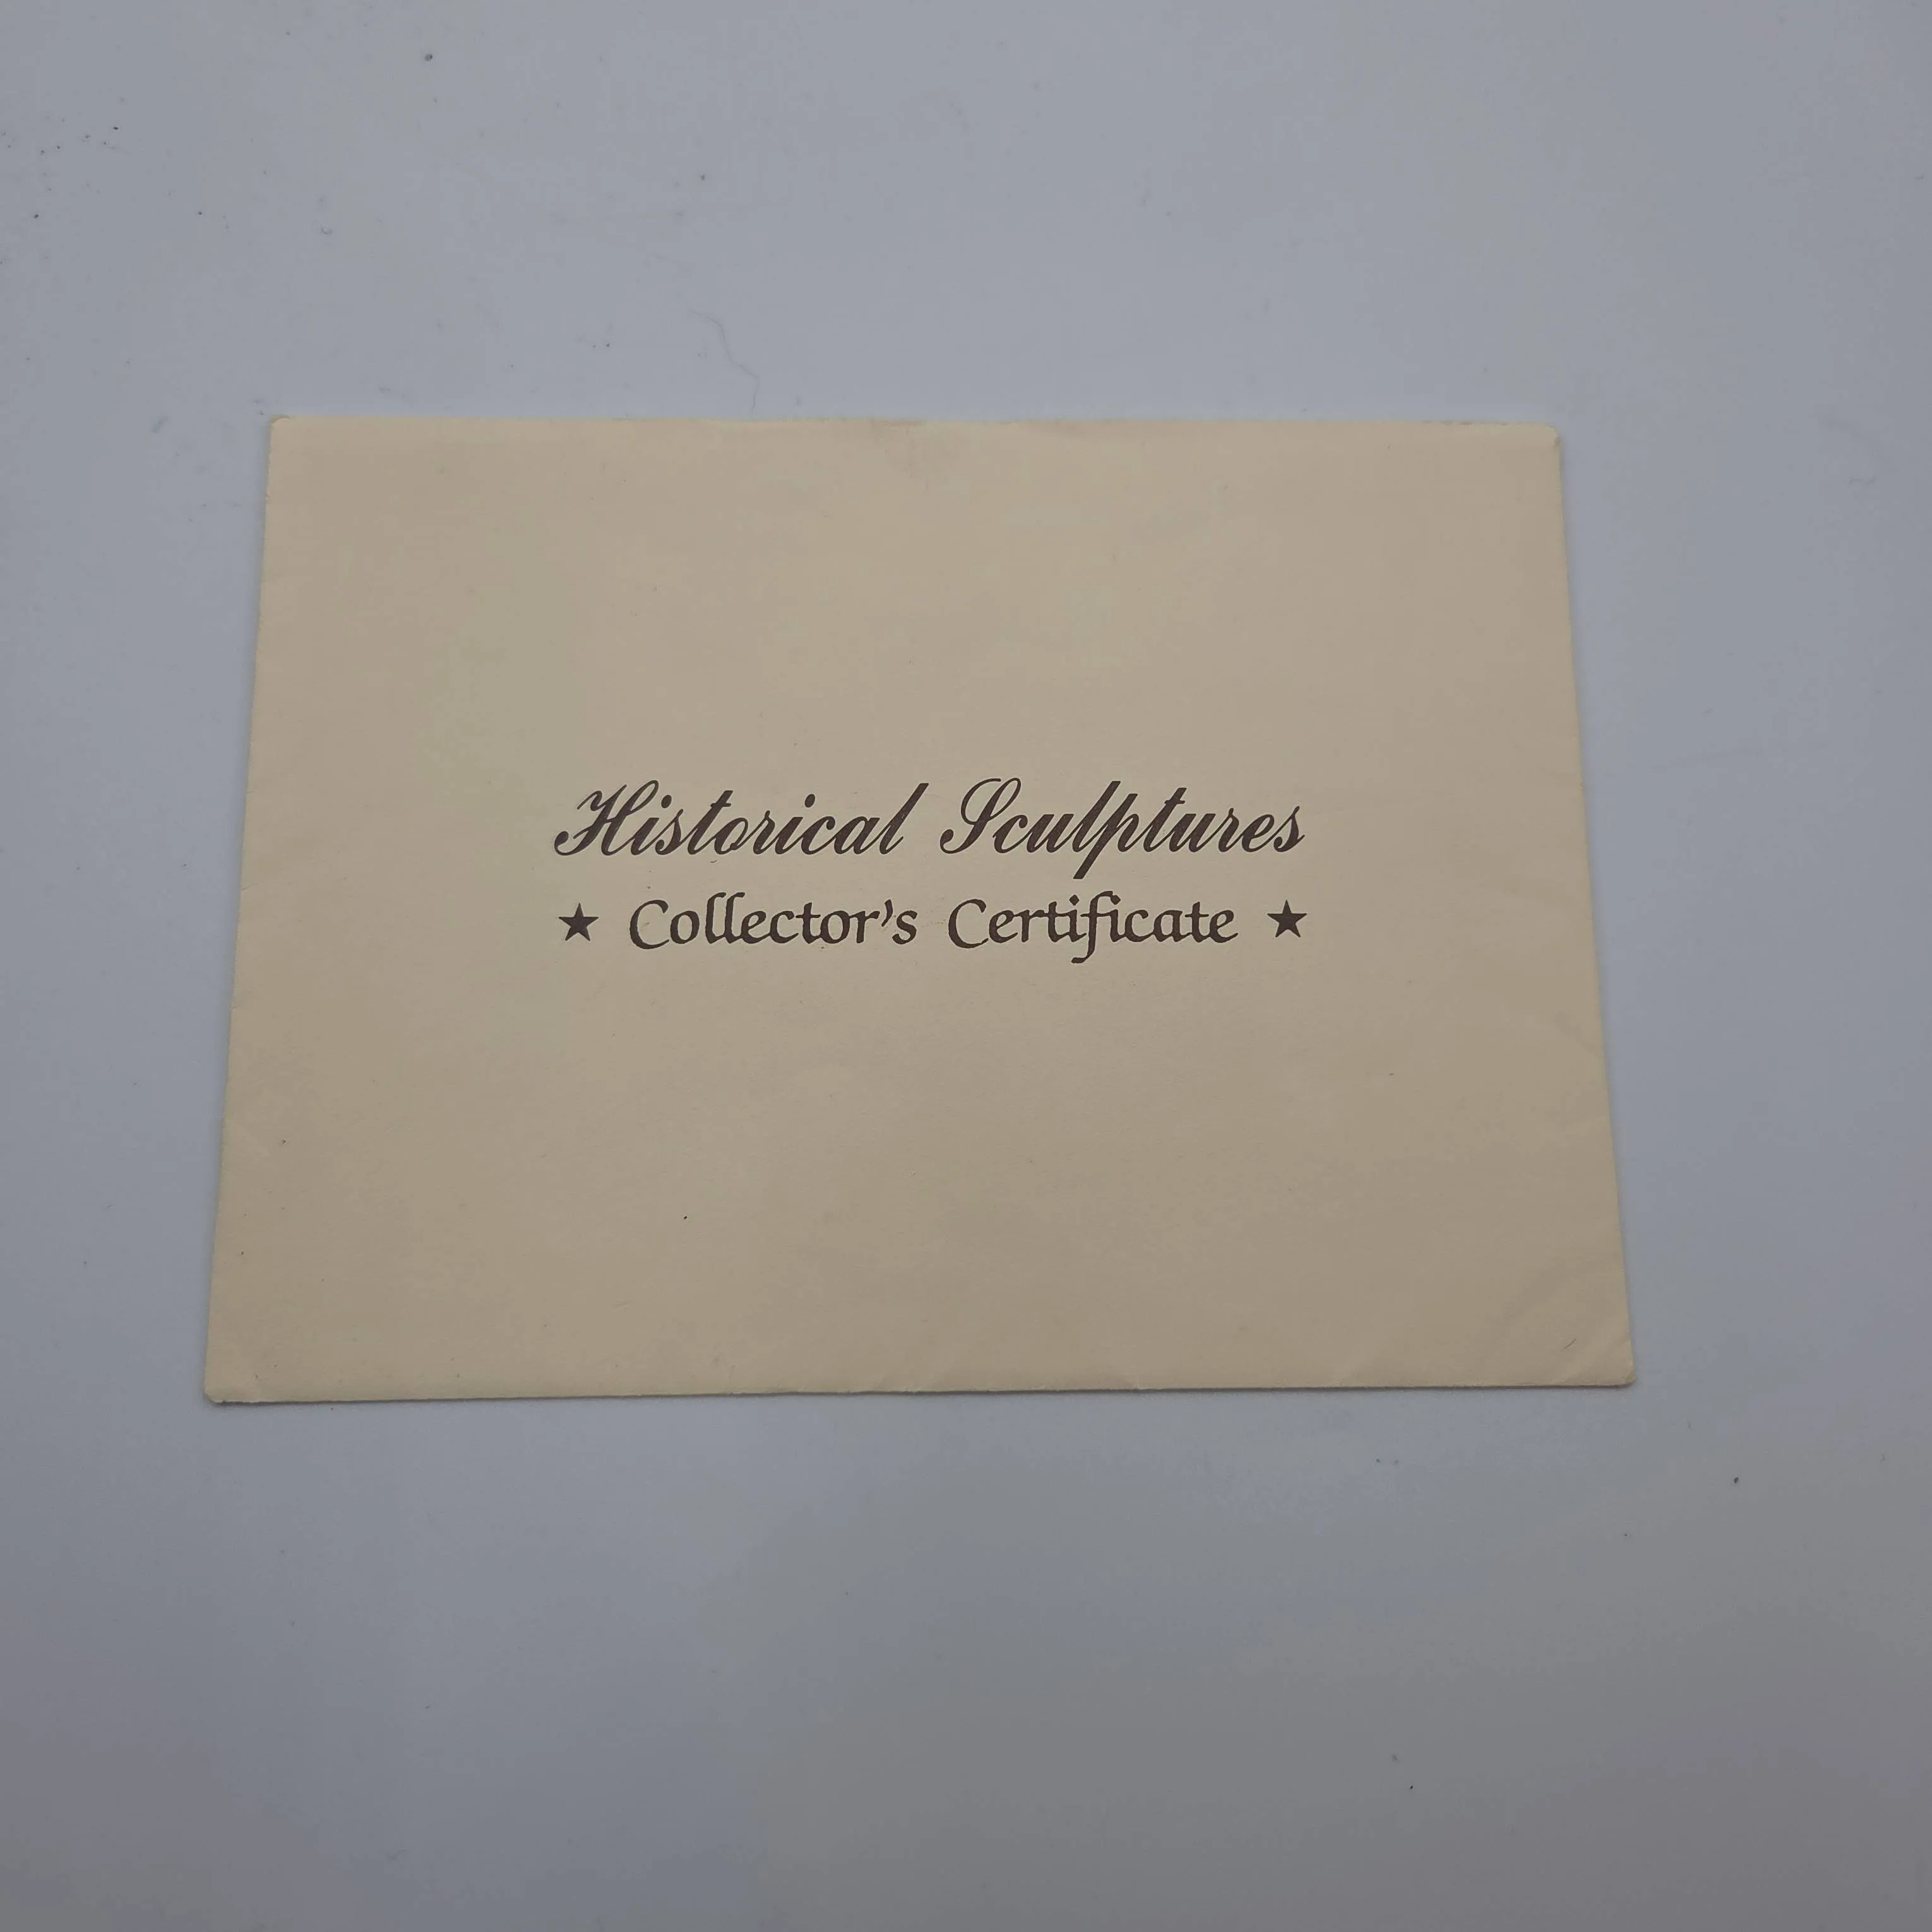 Historical Sculptures
★ Collector's Certificate ★